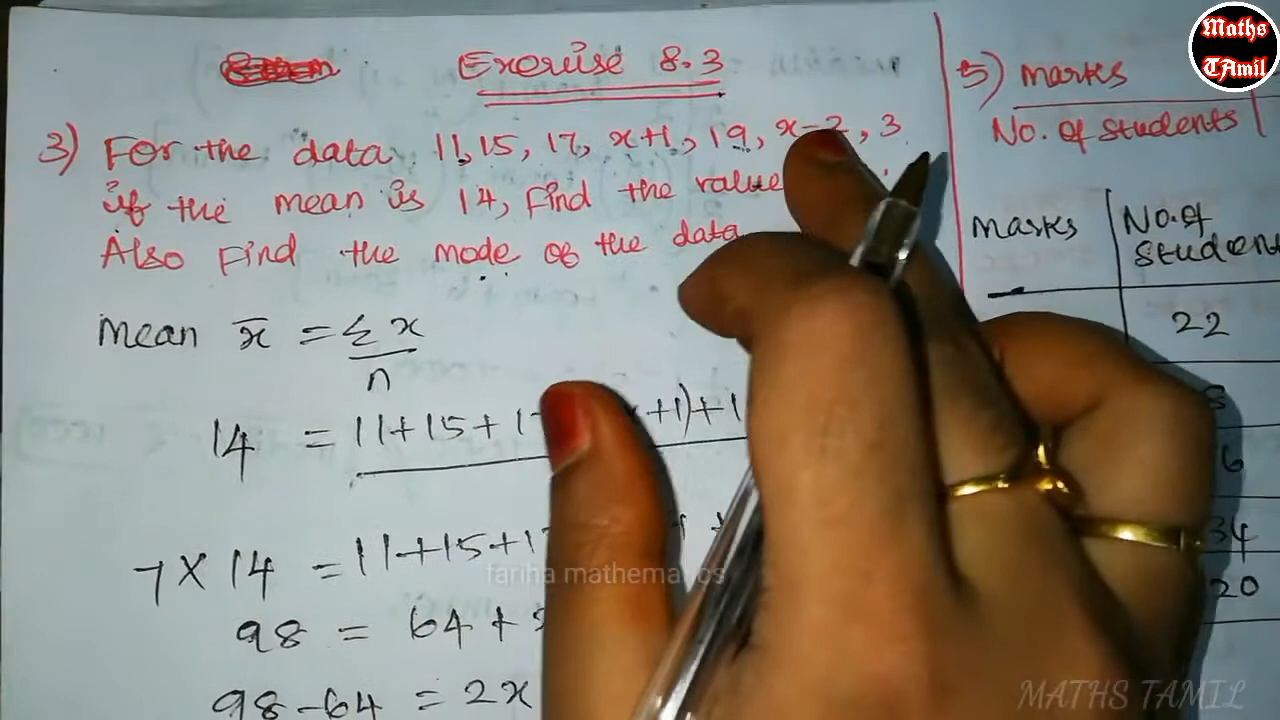 Exercise 8.3
3) For the data 11, 15, 17, x+1, 19, x-2, 3
if the mean is 14, Find the value
Also Find the mode of the data
mean x̄ = Σx
n
14 = 11+15+1 +1)+1
7×14 = 11+15+1
98 = 64+
98-64 = 2x
5) marks
No. of students
marks No. of students
22
34
20
Maths
TAmil
fariha mathematics
MATHS TAMIL